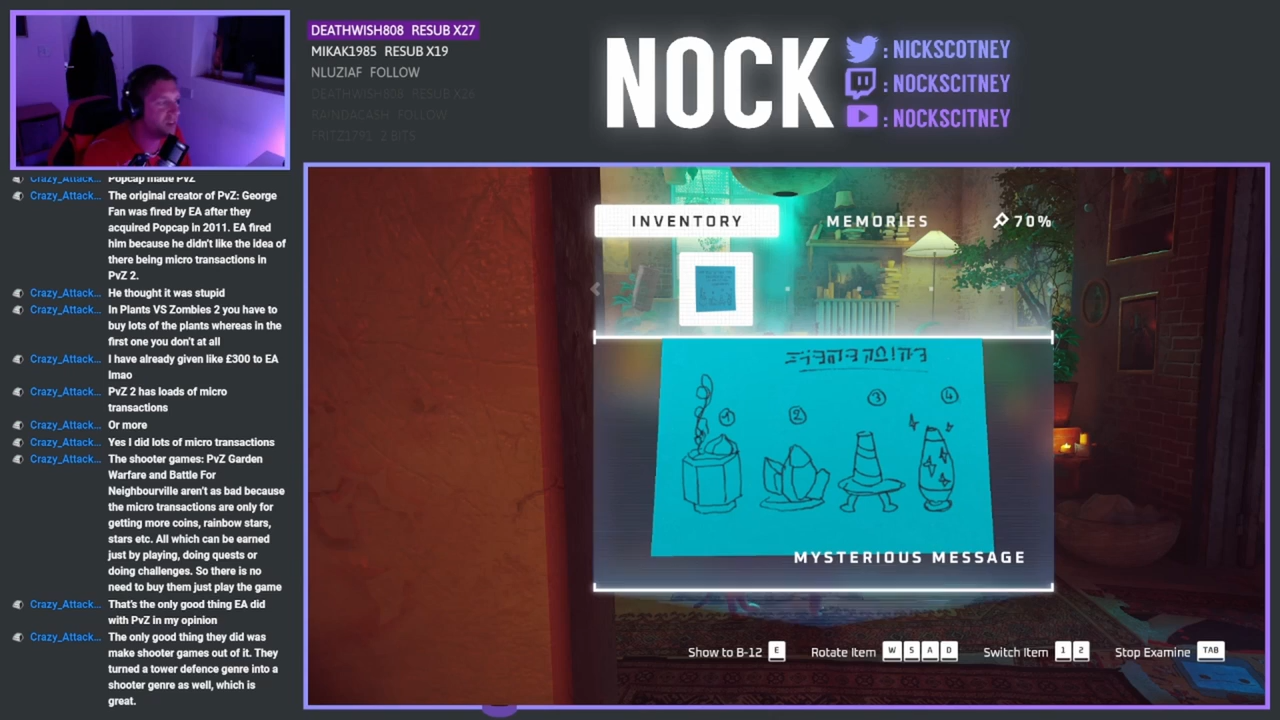 DEATHWISH808 RESUB X27
MIKAK1985 RESUB X19
NLUZIAF FOLLOW
DEATHWISH808 RESUB X26
RA1NDACASH FOLLOW
FRITZ1792 2 BITS
NOCK
: NICKSCOTNEY
: NOCKSCITNEY
: NOCKSCITNEY
Crazy_Attack... Popcap made PvZ
Crazy_Attack... The original creator of PvZ: George
Fan was fired by EA after they
acquired Popcap in 2011. EA fired
him because he didn't like the idea of
there being micro transactions in
PvZ 2.
Crazy_Attack... He thought it was stupid
Crazy_Attack... In Plants VS Zombies 2 you have to
buy lots of the plants whereas in the
first one you don't at all
Crazy_Attack... I have already given like £300 to EA
lmao
Crazy_Attack... PvZ 2 has loads of micro
transactions
Crazy_Attack... Or more
Crazy_Attack... Yes I did lots of micro transactions
Crazy_Attack... The shooter games: PvZ Garden
Warfare and Battle For
Neighbourville aren't as bad because
the micro transactions are only for
getting more coins, rainbow stars,
stars etc. All which can be earned
just by playing, doing quests or
doing challenges. So there is no
need to buy them just play the game
Crazy_Attack... That's the only good thing EA did
with PvZ in my opinion
Crazy_Attack... The only good thing they did was
make shooter games out of it. They
turned a tower defence genre into a
shooter genre as well, which is
great.
INVENTORY
MEMORIES
70%
1
2
3
4
MYSTERIOUS MESSAGE
Show to B-12 E
Rotate Item W S A D
Switch Item 1 2
Stop Examine TAB